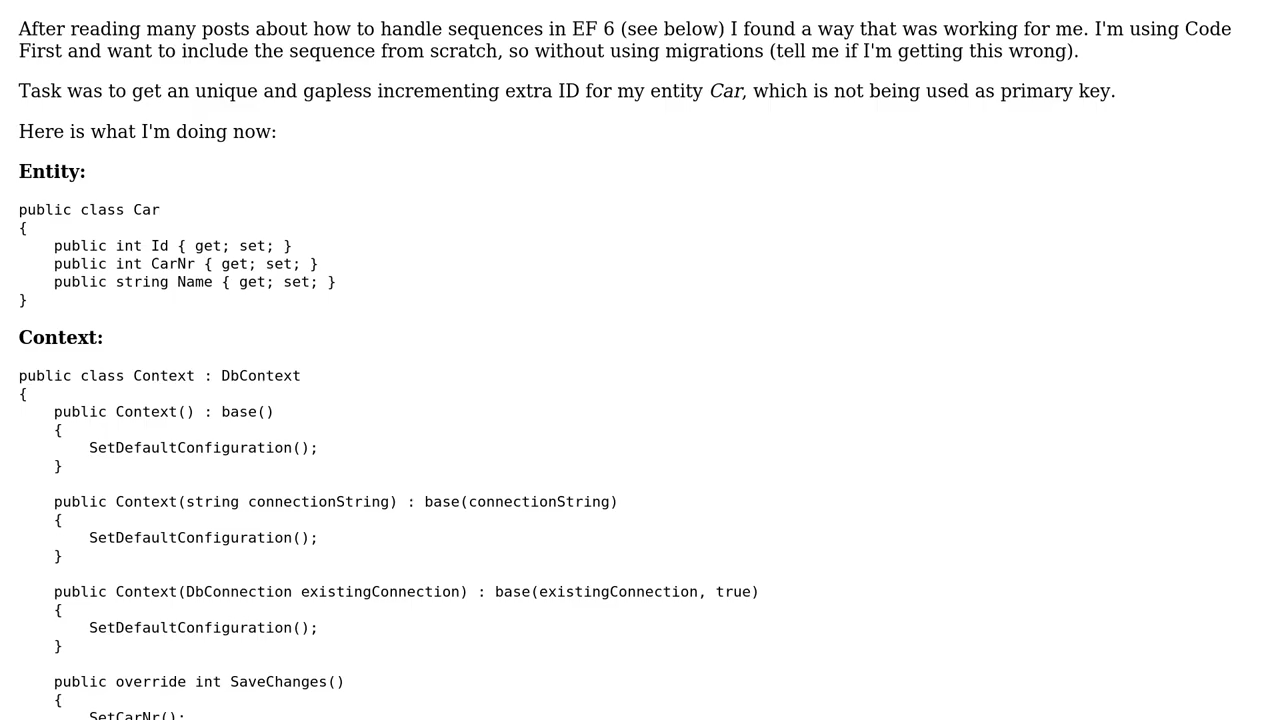 After reading many posts about how to handle sequences in EF 6 (see below) I found a way that was working for me. I'm using Code
First and want to include the sequence from scratch, so without using migrations (tell me if I'm getting this wrong).
Task was to get an unique and gapless incrementing extra ID for my entity Car, which is not being used as primary key.
Here is what I'm doing now:
Entity:
public class Car
{
    public int Id { get; set; }
    public int CarNr { get; set; }
    public string Name { get; set; }
}
Context:
public class Context : DbContext
{
    public Context() : base()
    {
        SetDefaultConfiguration();
    }
    public Context(string connectionString) : base(connectionString)
    {
        SetDefaultConfiguration();
    }
    public Context(DbConnection existingConnection) : base(existingConnection, true)
    {
        SetDefaultConfiguration();
    }
    public override int SaveChanges()
    {
        SetCarNr();